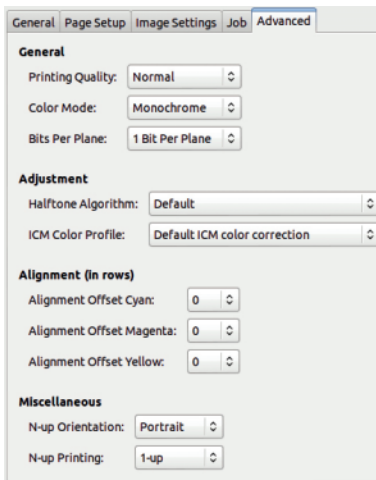 General Page Setup Image Settings Job Advanced
General
Printing Quality: Normal
Color Mode: Monochrome
Bits Per Plane: 1 Bit Per Plane
Adjustment
Halftone Algorithm: Default
ICM Color Profile: Default ICM color correction
Alignment (in rows)
Alignment Offset Cyan: 0
Alignment Offset Magenta: 0
Alignment Offset Yellow: 0
Miscellaneous
N-up Orientation: Portrait
N-up Printing: 1-up